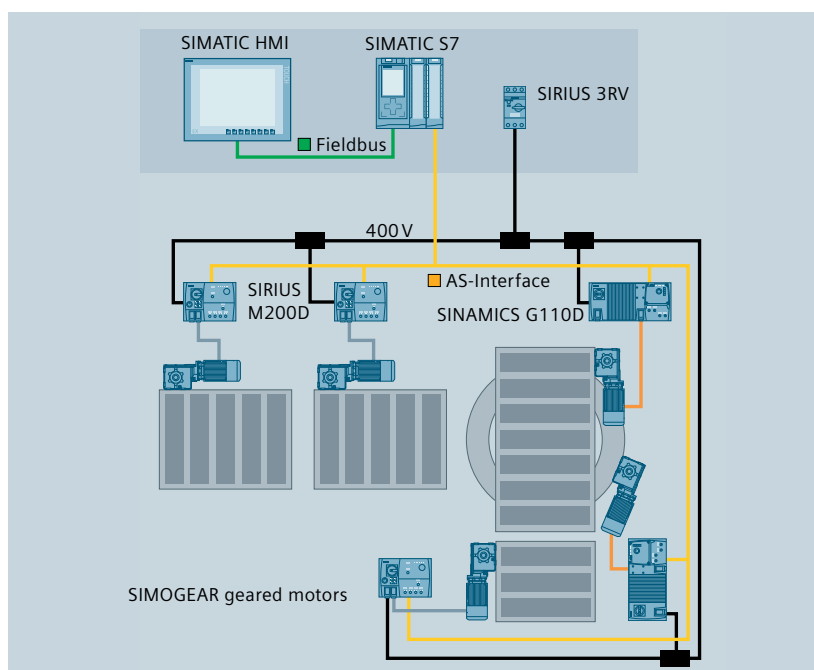 SIMATIC HMI
SIMATIC S7
SIRIUS 3RV
Fieldbus
400 V
SIRIUS
M200D
AS-Interface
SINAMICS G110D
SIMOGEAR geared motors